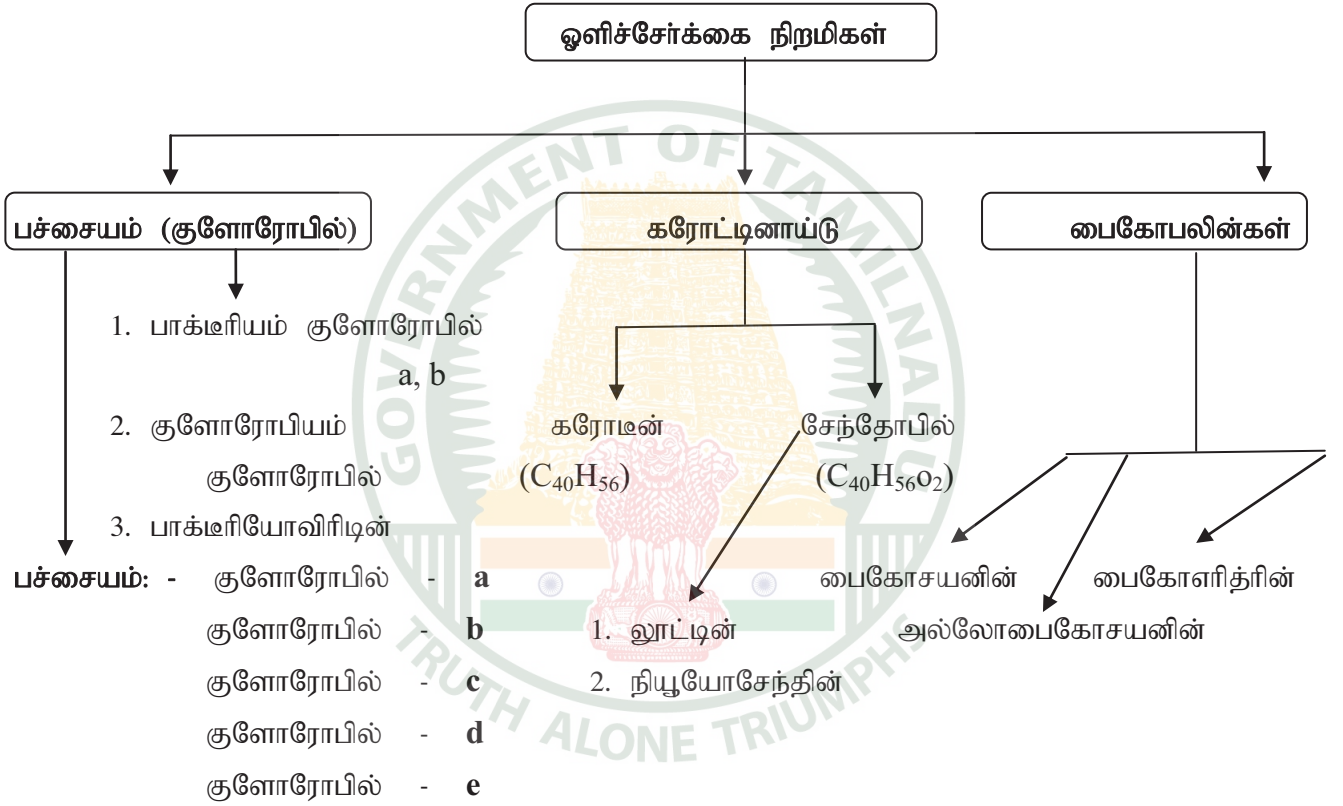 ஓளிச்சேர்க்கை நிறமிகள்
பச்சையம் (குளோரோபில்)
கரோட்டினாய்டு
பைகோபலின்கள்
1. பாக்டீரியம் குளோரோபில்
a, b
2. குளோரோபியம்
குளோரோபில்
3. பாக்டீரியோவிரிடின்
பச்சையம்: - குளோரோபில் - a
குளோரோபில் - b
குளோரோபில் - c
குளோரோபில் - d
குளோரோபில் - e
கரோடீன்
(C₄₀H₅₆)
சேந்தோபில்
(C₄₀H₅₆o₂)
1. லூட்டின்
2. நியூயோசேந்தின்
பைகோசயனின்
பைகோஎரித்ரின்
அல்லோபைகோசயனின்
GOVERNMENT OF TAMILNADU
TRUTH ALONE TRIUMPHS